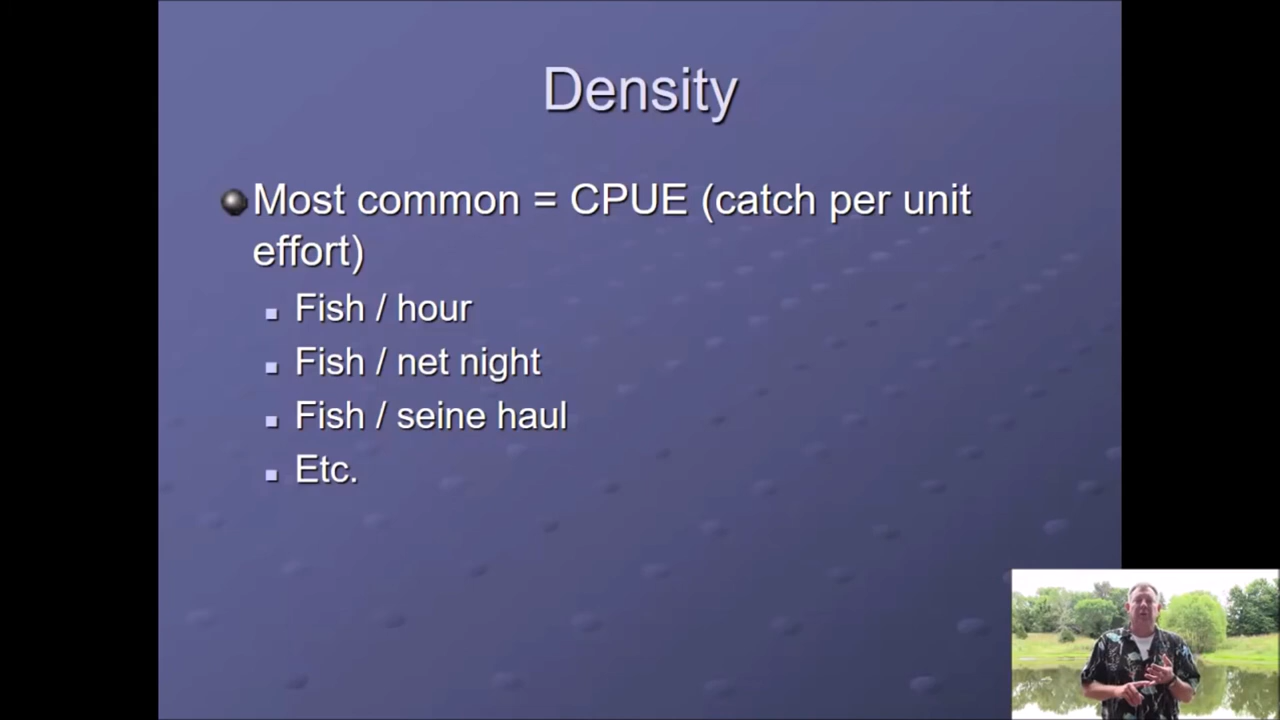 Density
Most common = CPUE (catch per unit
effort)
Fish / hour
Fish / net night
Fish / seine haul
Etc.